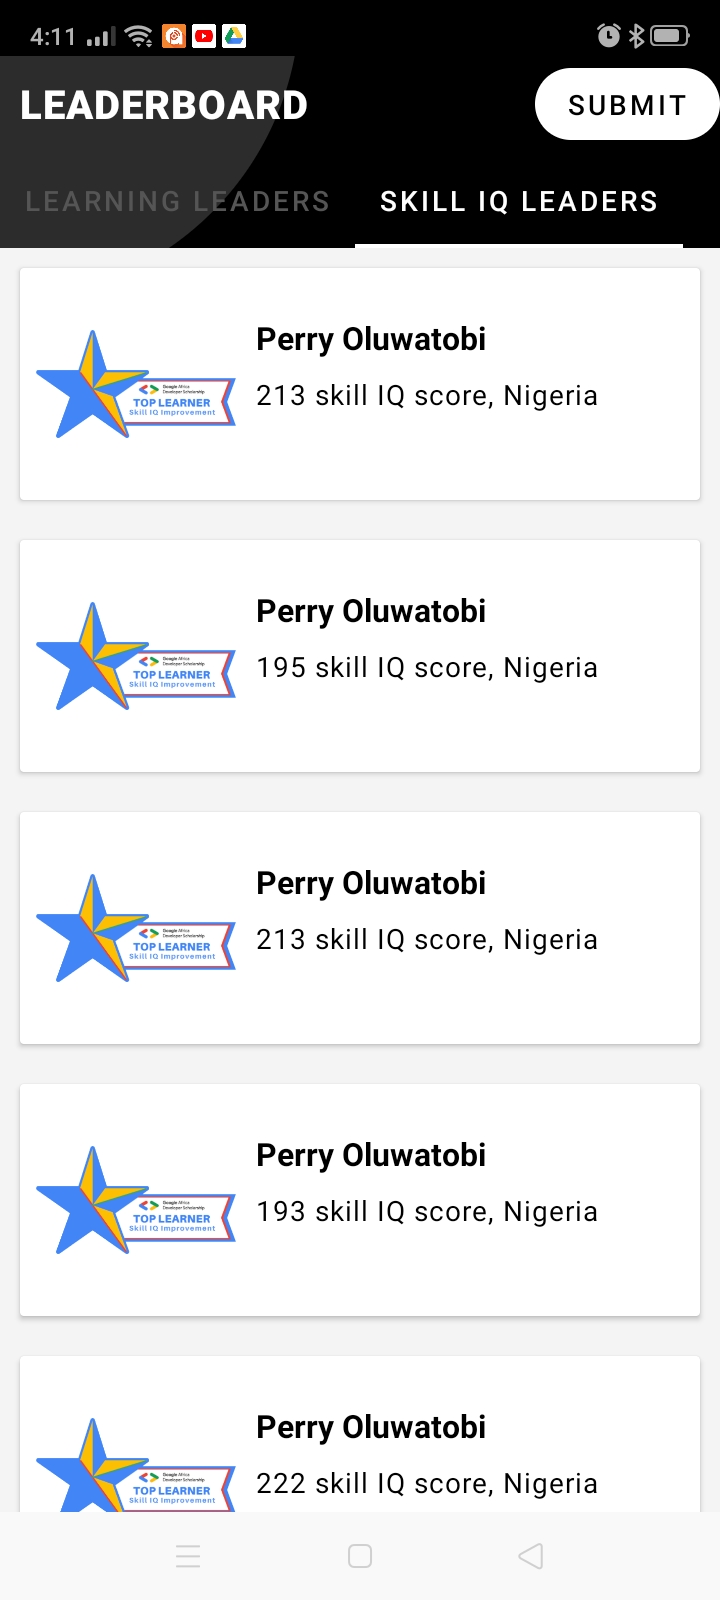 4:11
LEADERBOARD
SUBMIT
LEARNING LEADERS
SKILL IQ LEADERS
Perry Oluwatobi
213 skill IQ score, Nigeria
Google Africa
Developer Scholarship
TOP LEARNER
Skill IQ Improvement
Perry Oluwatobi
195 skill IQ score, Nigeria
Google Africa
Developer Scholarship
TOP LEARNER
Skill IQ Improvement
Perry Oluwatobi
213 skill IQ score, Nigeria
Google Africa
Developer Scholarship
TOP LEARNER
Skill IQ Improvement
Perry Oluwatobi
193 skill IQ score, Nigeria
Google Africa
Developer Scholarship
TOP LEARNER
Skill IQ Improvement
Perry Oluwatobi
222 skill IQ score, Nigeria
Google Africa
Developer Scholarship
TOP LEARNER
Skill IQ Improvement